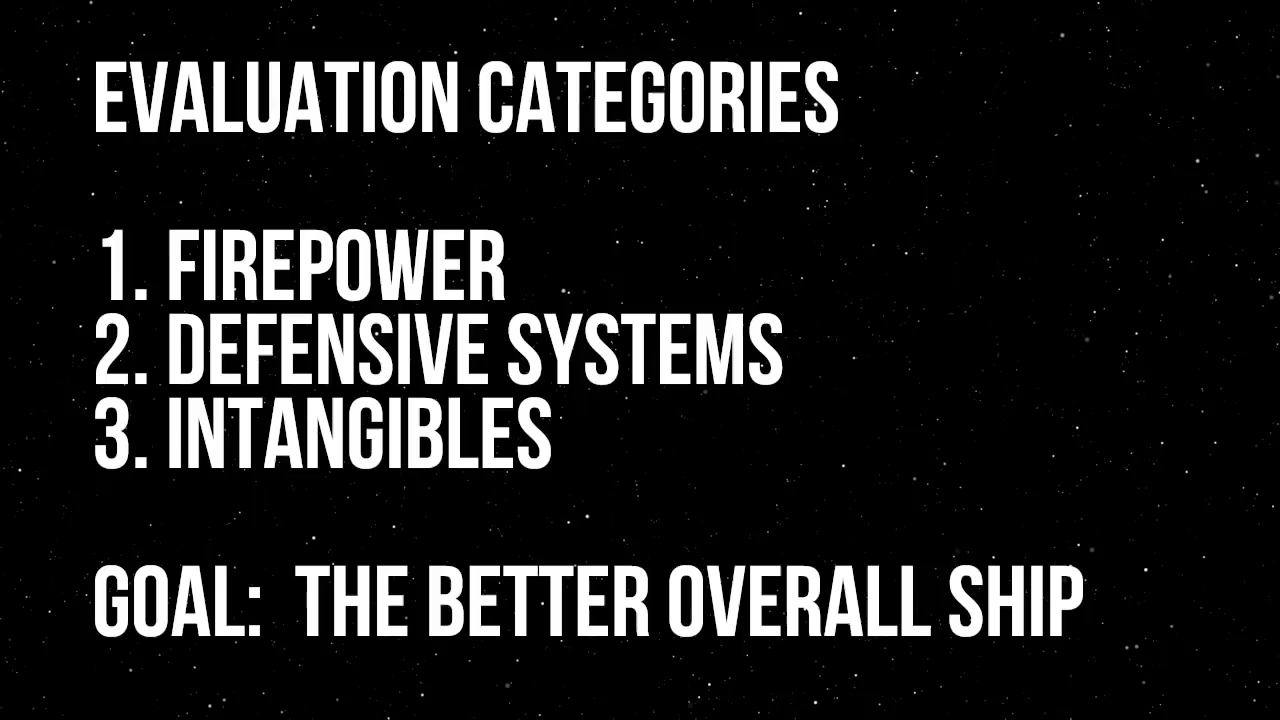 EVALUATION CATEGORIES
1. FIREPOWER
2. DEFENSIVE SYSTEMS
3. INTANGIBLES
GOAL: THE BETTER OVERALL SHIP